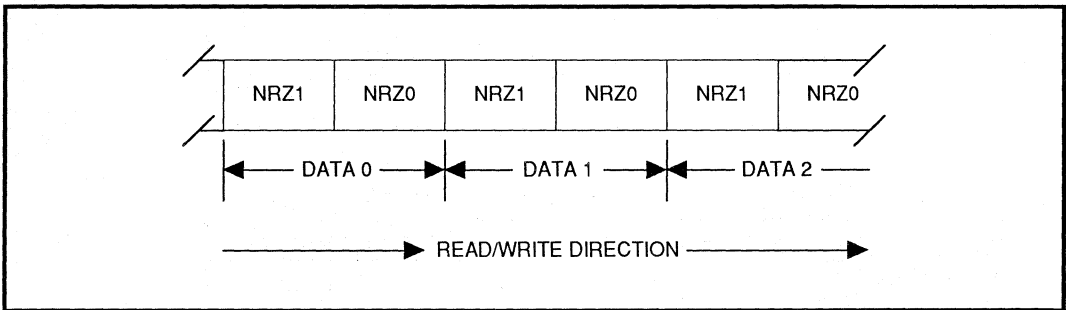 NRZ1 NRZ0 NRZ1 NRZ0 NRZ1 NRZ0
DATA 0 DATA 1 DATA 2
READ/WRITE DIRECTION